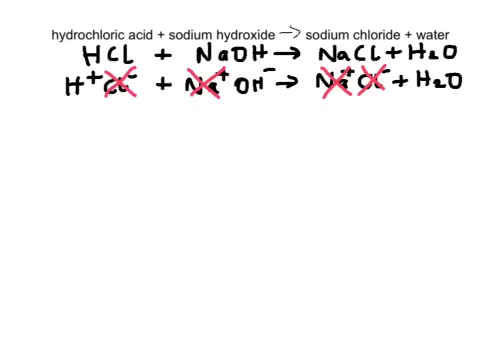 hydrochloric acid + sodium hydroxide -> sodium chloride + water
HCL + NaOH → NaCL + H₂O
H⁺Cl⁻ + Na⁺ OH⁻ → Na⁺Cl⁻ + H₂O